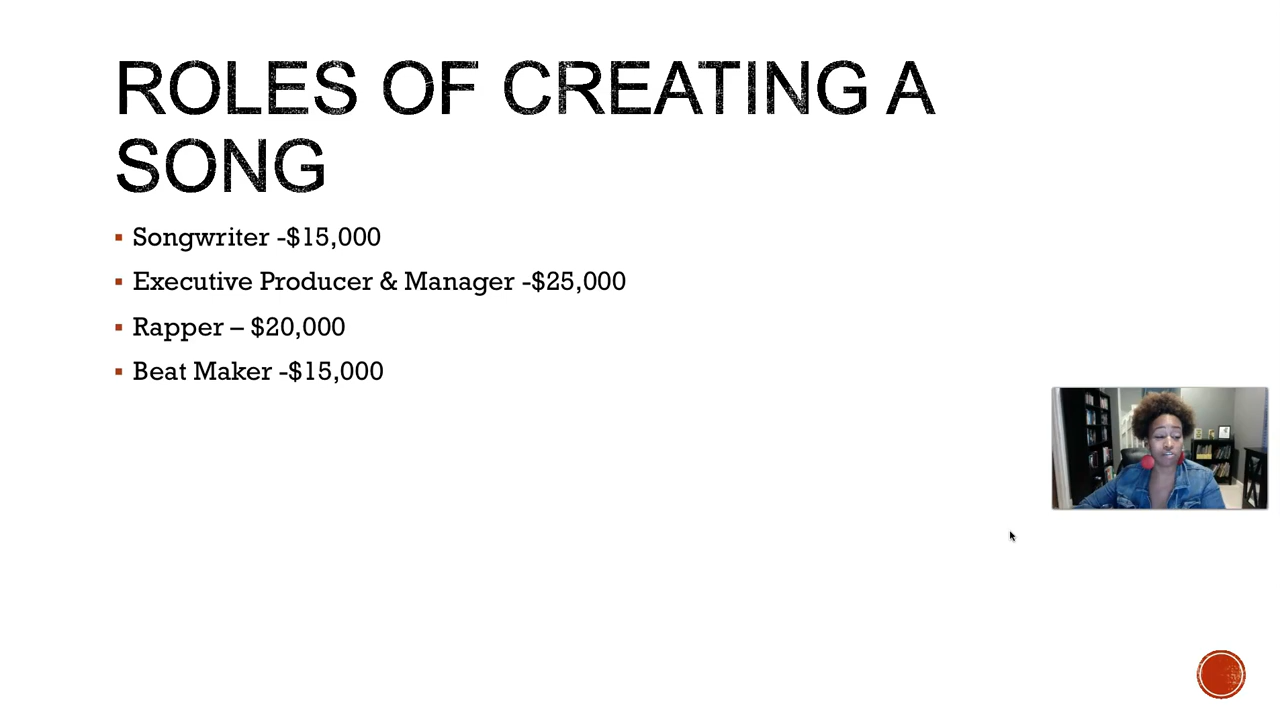 ROLES OF CREATING A
SONG
▪ Songwriter -$15,000
▪ Executive Producer & Manager -$25,000
▪ Rapper – $20,000
▪ Beat Maker -$15,000